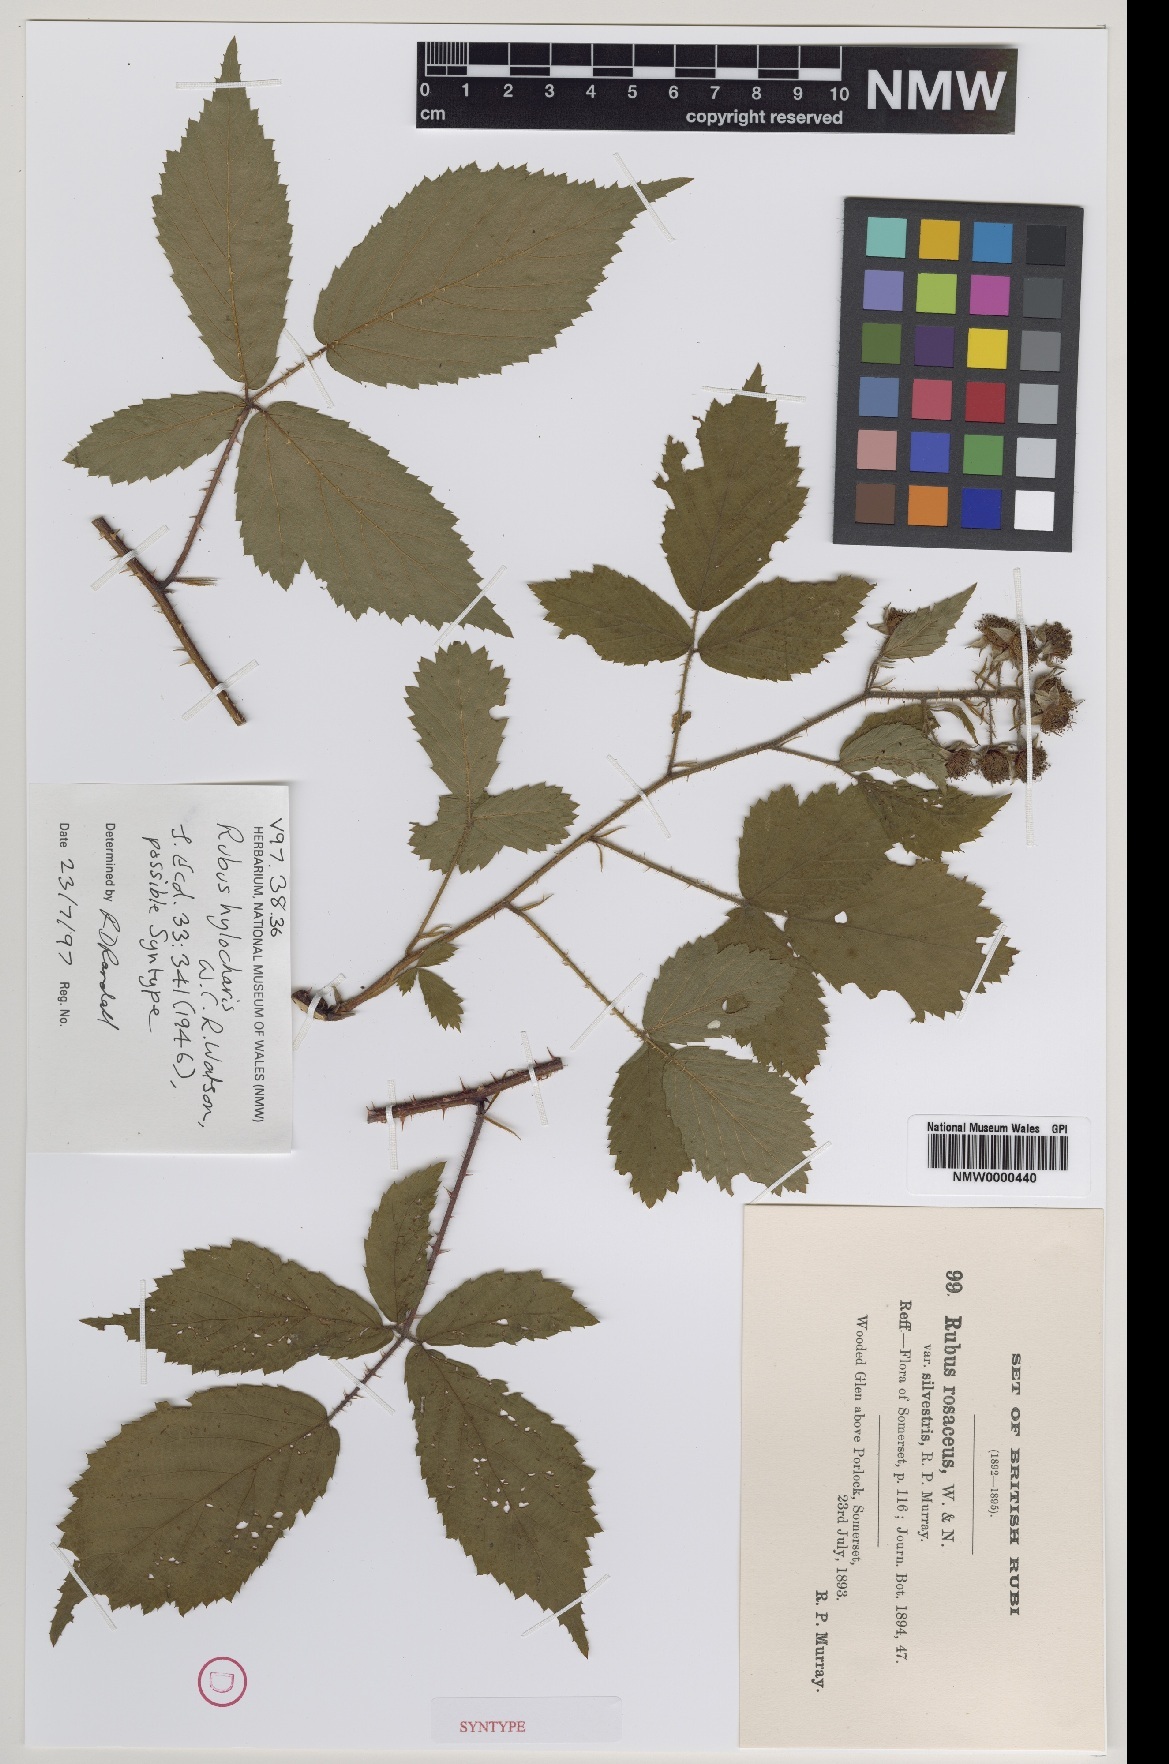 0 1 2 3 4 5 6 7 8 9 10
cm
copyright reserved
NMW
V97.38.36
HERBARIUM, NATIONAL MUSEUM OF WALES (NMW)
Rubus hylocharis
W.C.R. Watson,
J. Ecol. 33:341 (1946),
possible Syntype
Determined by R D Randall
Date 23/7/97 Reg. No.
National Museum Wales GPI
NMW0000440
SET OF BRITISH RUBI
(1892—1895).
99. Rubus rosaceus, W. & N.
var. silvestris, R. P. Murray.
Reff—Flora of Somerset, p. 116; Journ. Bot. 1894, 47.
Wooded Glen above Porlock, Somerset,
23rd July, 1893.
R. P. Murray.
D
SYNTYPE